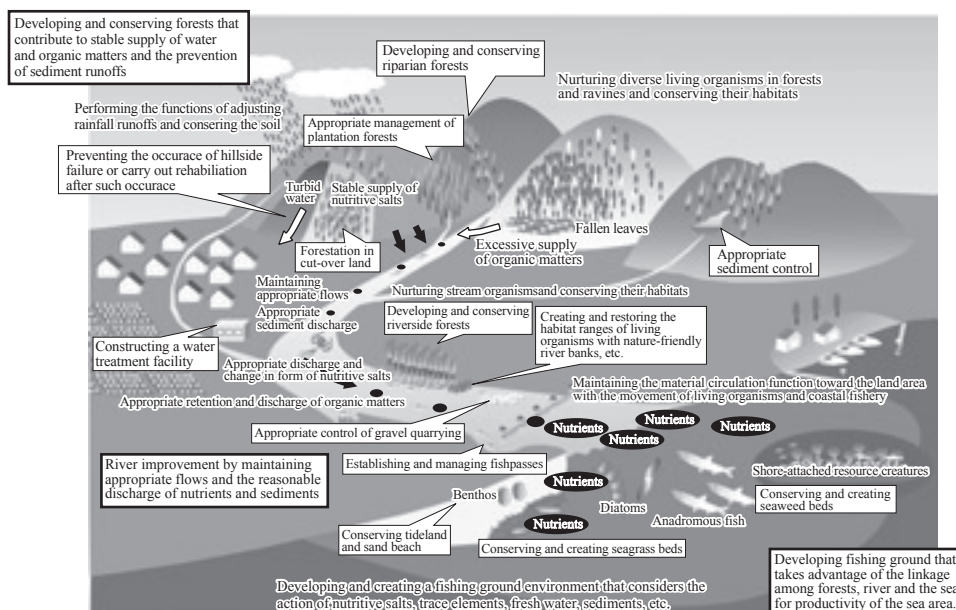 Developing and conserving forests that
contribute to stable supply of water
and organic matters and the prevention
of sediment runoffs
Developing and conserving
riparian forests
Nurturing diverse living organisms in forests
and ravines and conserving their habitats
Performing the functions of adjusting
rainfall runoffs and consering the soil
Appropriate management of
plantation forests
Preventing the occurace of hillside
failure or carry out rehabiliation
after such occurace
Turbid
water
Stable supply of
nutritive salts
Fallen leaves
Forestation in
cut-over land
Excessive supply
of organic matters
Appropriate
sediment control
Maintaining
appropriate flows
Nurturing stream organismsand conserving their habitats
Appropriate
sediment discharge
Developing and conserving
riverside forests
Creating and restoring the
habitat ranges of living
organisms with nature-friendly
river banks, etc.
Constructing a water
treatment facility
Appropriate discharge and
change in form of nutritive salts
Maintaining the material circulation function toward the land area
with the movement of living organisms and coastal fishery
Appropriate retention and discharge of organic matters
Nutrients
Nutrients
Nutrients
Nutrients
Appropriate control of gravel quarrying
River improvement by maintaining
appropriate flows and the reasonable
discharge of nutrients and sediments
Establishing and managing fishpasses
Shore-attached resource creatures
Benthos
Nutrients
Conserving and creating
seaweed beds
Diatoms
Anadromous fish
Nutrients
Conserving tideland
and sand beach
Conserving and creating seagrass beds
Developing fishing ground that
takes advantage of the linkage
among forests, river and the sea
for productivity of the sea area.
Developing and creating a fishing ground environment that considers the
action of nutritive salts, trace elements, fresh water, sediments, etc.